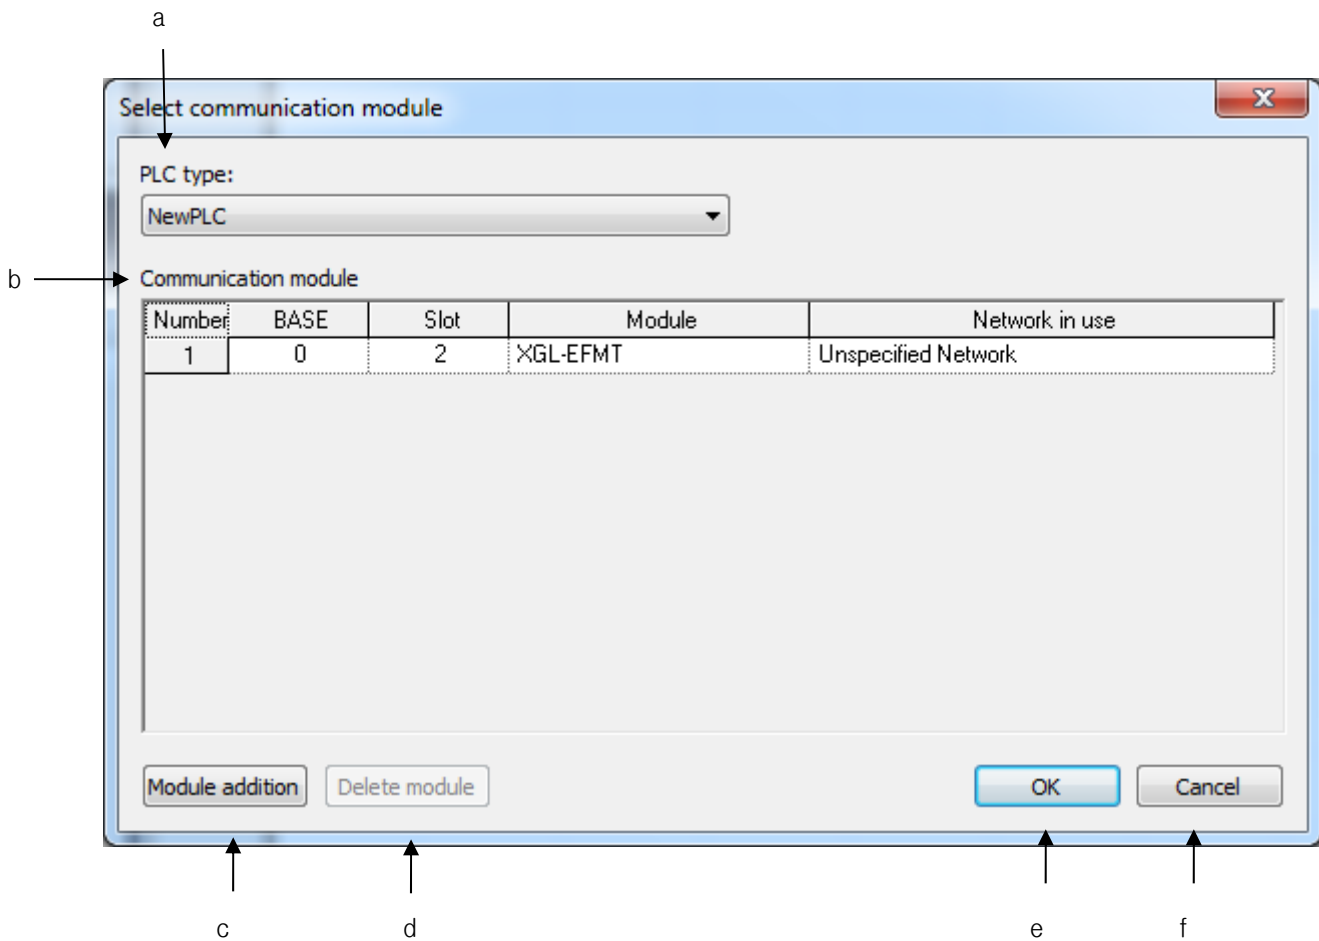 a
Select communication module
PLC type:
NewPLC
b
Communication module
Number BASE Slot Module Network in use
1 0 2 XGL-EFMT Unspecified Network
Module addition Delete module OK Cancel
c d e f